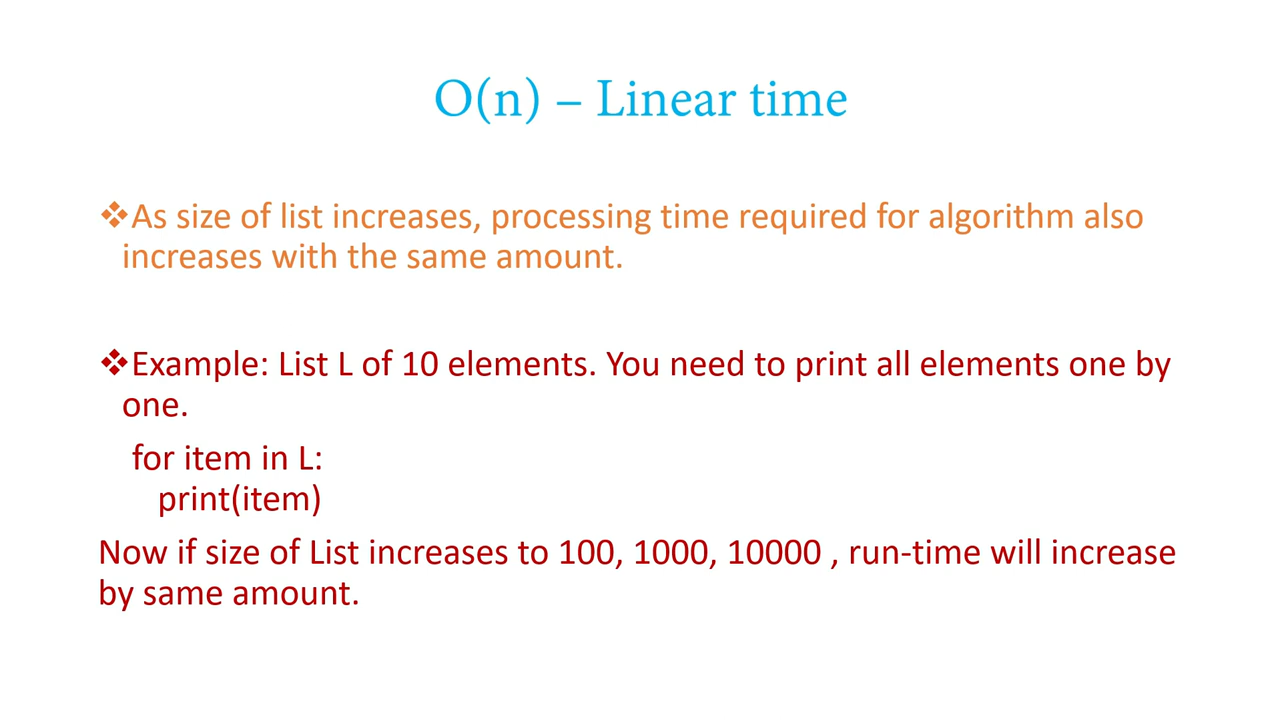 O(n) – Linear time
❖As size of list increases, processing time required for algorithm also
increases with the same amount.
❖Example: List L of 10 elements. You need to print all elements one by
one.
for item in L:
print(item)
Now if size of List increases to 100, 1000, 10000 , run-time will increase
by same amount.